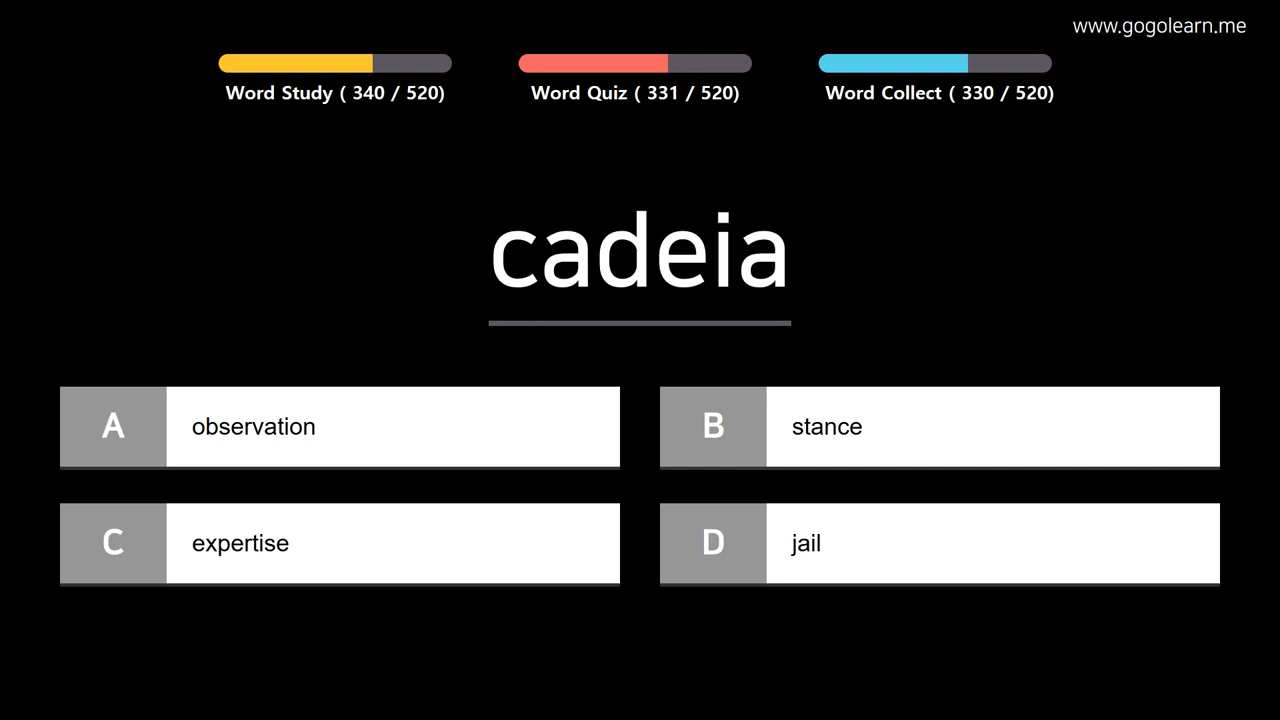 www.gogolearn.me
Word Study ( 340 / 520)
Word Quiz ( 331 / 520)
Word Collect ( 330 / 520)
cadeia
A observation
B stance
C expertise
D jail